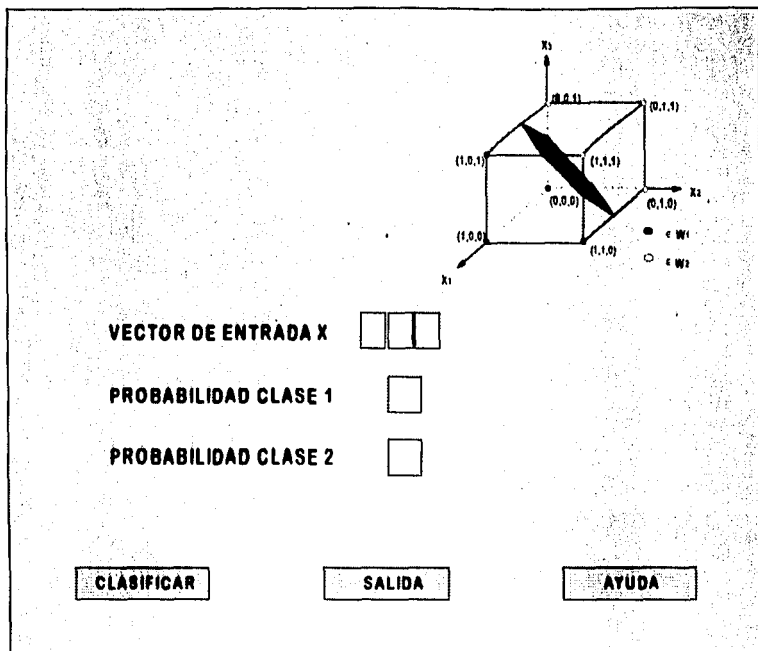 X3
(0,0,1)
(0,1,1)
(1,0,1)
(1,1,1)
X2
(0,0,0)
(0,1,0)
(1,0,0)
(1,1,0)
ϵ W1
ϵ W2
X1
VECTOR DE ENTRADA X
PROBABILIDAD CLASE 1
PROBABILIDAD CLASE 2
CLASIFICAR
SALIDA
AYUDA